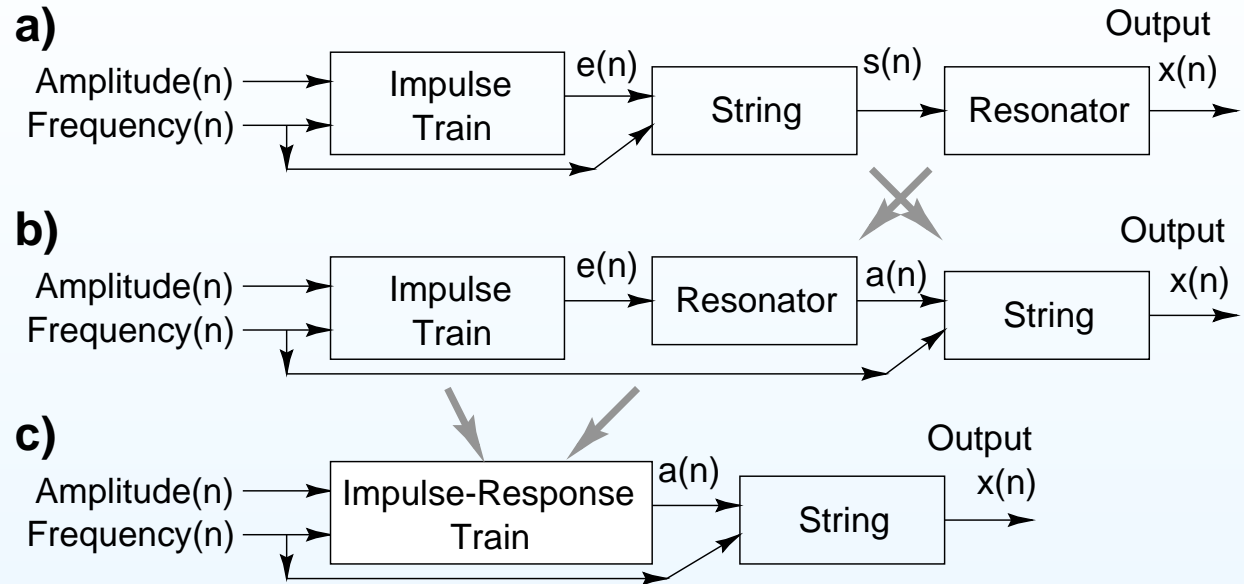 a)
Output
Amplitude(n)
Frequency(n)
Impulse
Train
e(n)
String
s(n)
Resonator
x(n)
b)
Output
Amplitude(n)
Frequency(n)
Impulse
Train
e(n)
Resonator
a(n)
String
x(n)
c)
Output
Amplitude(n)
Frequency(n)
Impulse-Response
Train
a(n)
String
x(n)